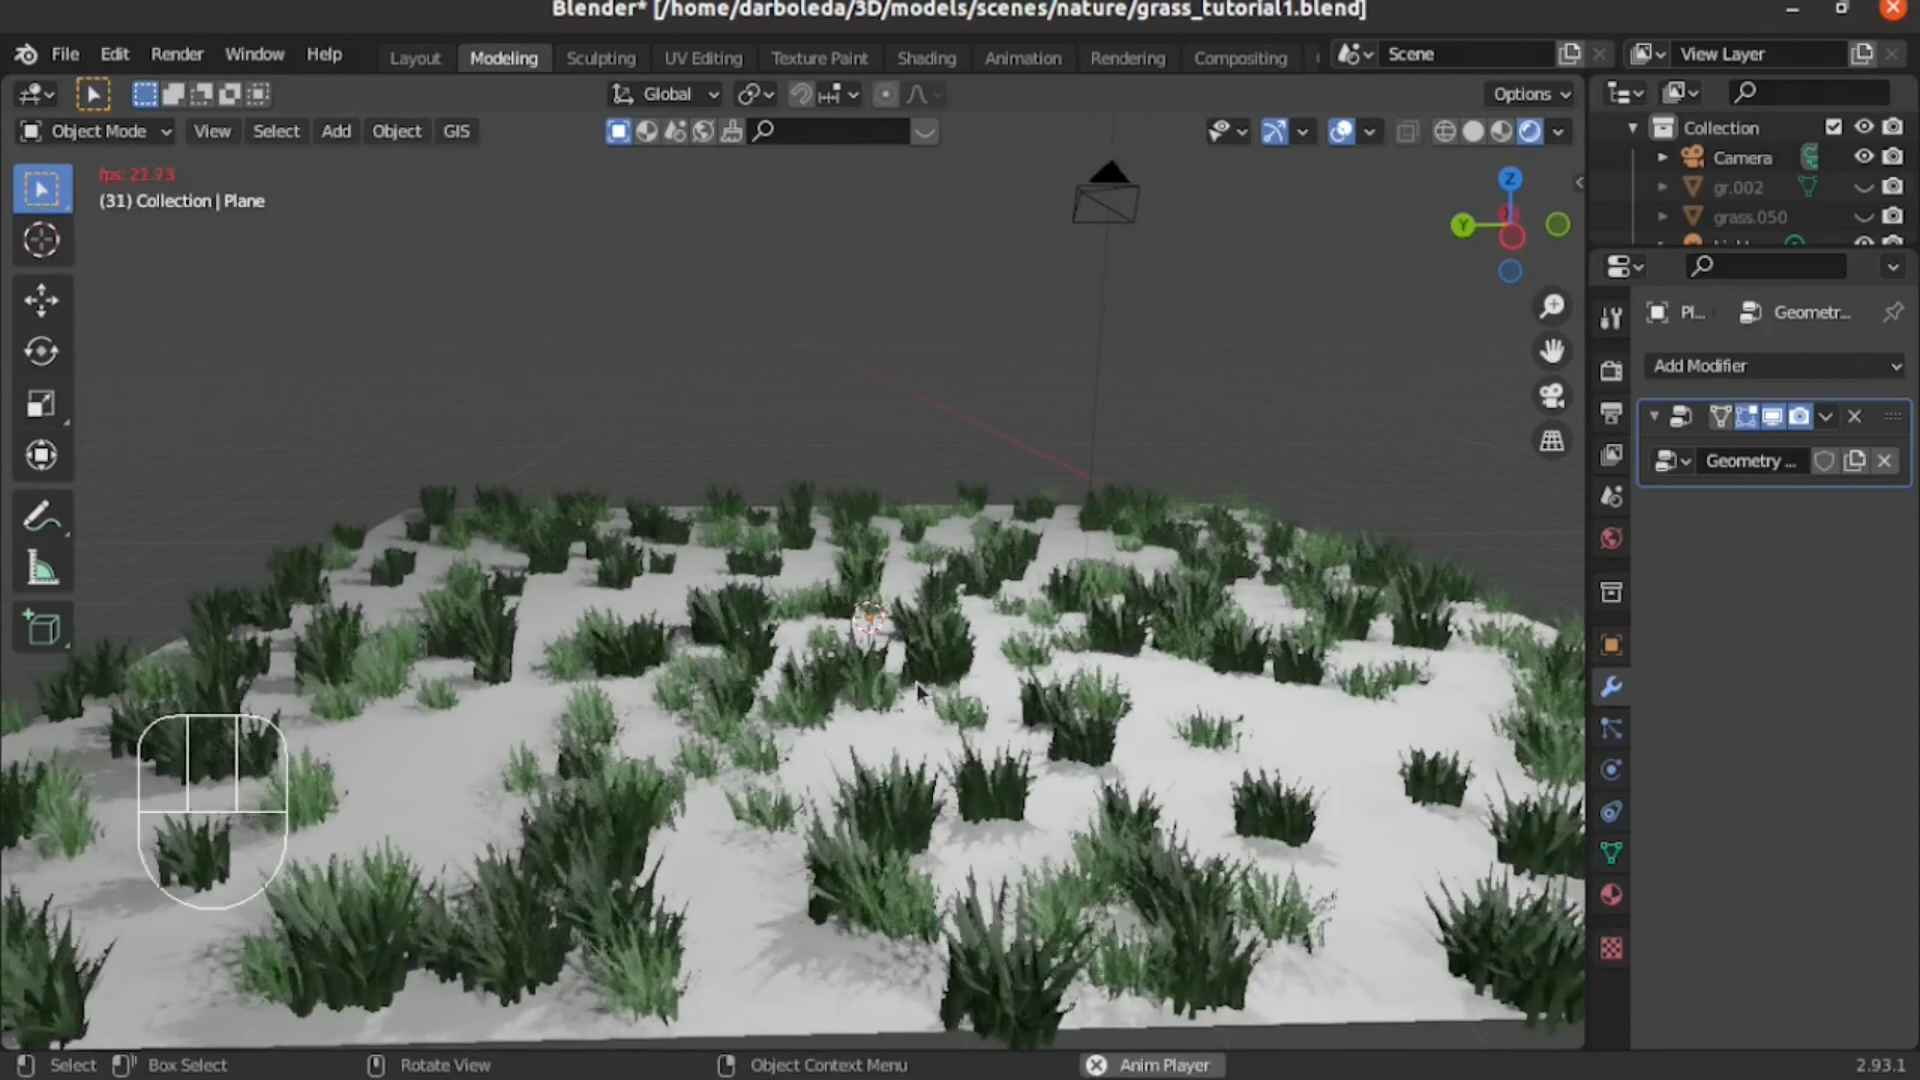 Blender* [/home/darboleda/3D/models/scenes/nature/grass_tutorial1.blend]
File Edit Render Window Help Layout Modeling Sculpting UV Editing Texture Paint Shading Animation Rendering Compositing Scene View Layer
Global Options
Object Mode View Select Add Object GIS
Collection
Camera
gr.002
grass.050
fps: 21.73
(31) Collection | Plane
Z
Y
Pl... Geometr...
Add Modifier
Geometry ...
Select Box Select Rotate View Object Context Menu Anim Player 2.93.1